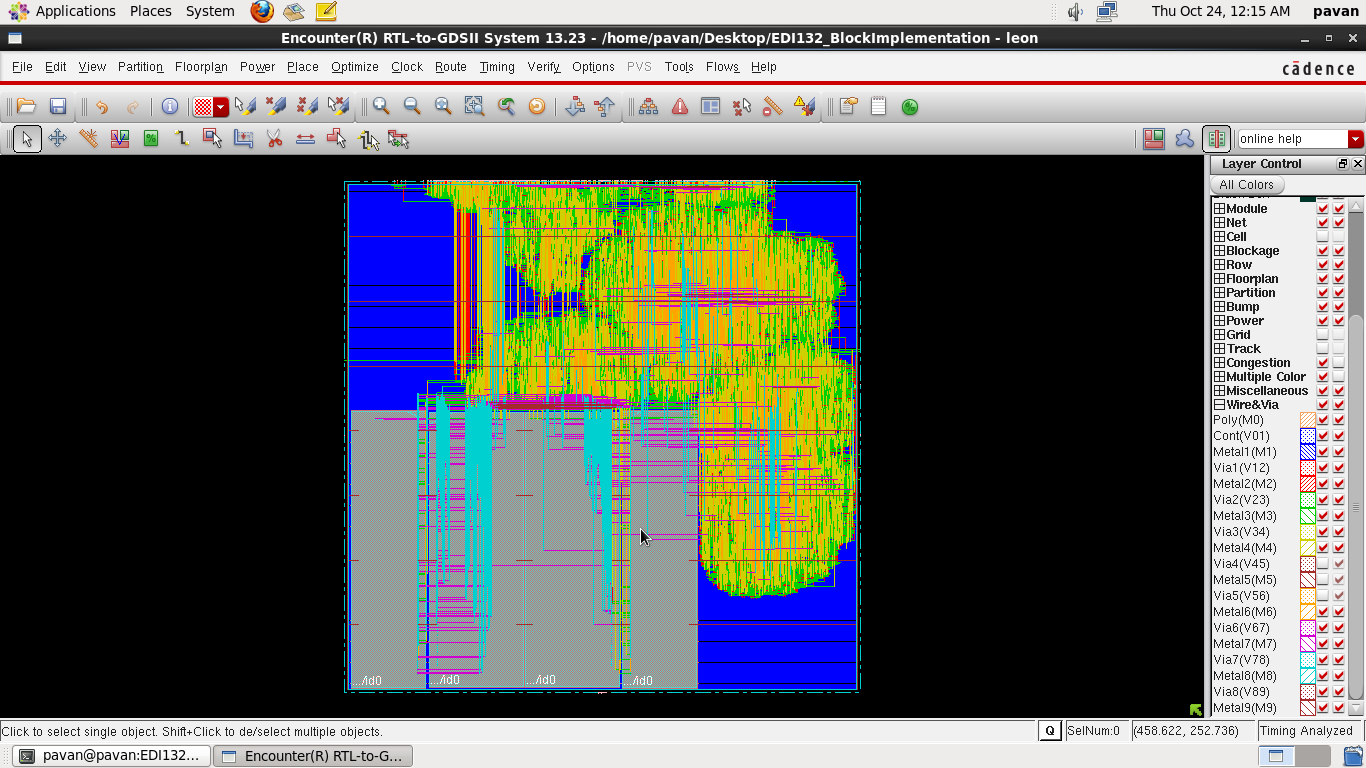 Applications Places System Thu Oct 24, 12:15 AM pavan
Encounter(R) RTL-to-GDSII System 13.23 - /home/pavan/Desktop/EDI132_BlockImplementation - leon
File Edit View Partition Floorplan Power Place Optimize Clock Route Timing Verify Options PVS Tools Flows Help cādence
online help
Layer Control
All Colors
Module
Net
Cell
Blockage
Row
Floorplan
Partition
Bump
Power
Grid
Track
Congestion
Multiple Color
Miscellaneous
Wire&Via
Poly(M0)
Cont(V01)
Metal1(M1)
Via1(V12)
Metal2(M2)
Via2(V23)
Metal3(M3)
Via3(V34)
Metal4(M4)
Via4(V45)
Metal5(M5)
Via5(V56)
Metal6(M6)
Via6(V67)
Metal7(M7)
Via7(V78)
Metal8(M8)
Via8(V89)
Metal9(M9)
.../id0 .../id0 .../id0 .../id0
Click to select single object. Shift+Click to de/select multiple objects. Q SelNum:0 (458.622, 252.736) Timing Analyzed
pavan@pavan:EDI132... Encounter(R) RTL-to-G...